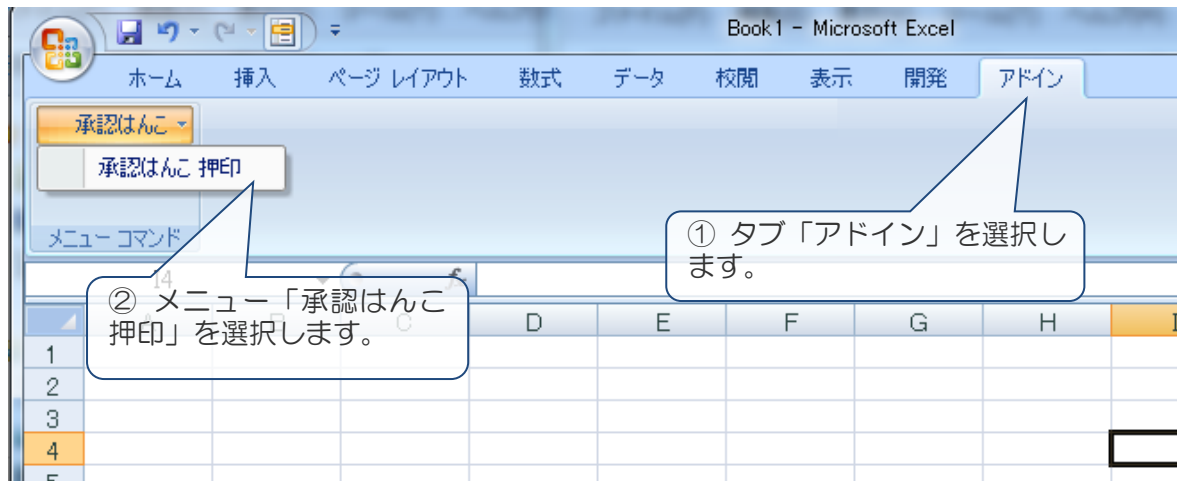 Book1 - Microsoft Excel
ホーム 挿入 ページ レイアウト 数式 データ 校閲 表示 開発 アドイン
承認はんこ
承認はんこ 押印
メニュー コマンド
① タブ「アドイン」を選択し
ます。
② メニュー「承認はんこ
押印」を選択します。
I4
A B C D E F G H I
1
2
3
4
5